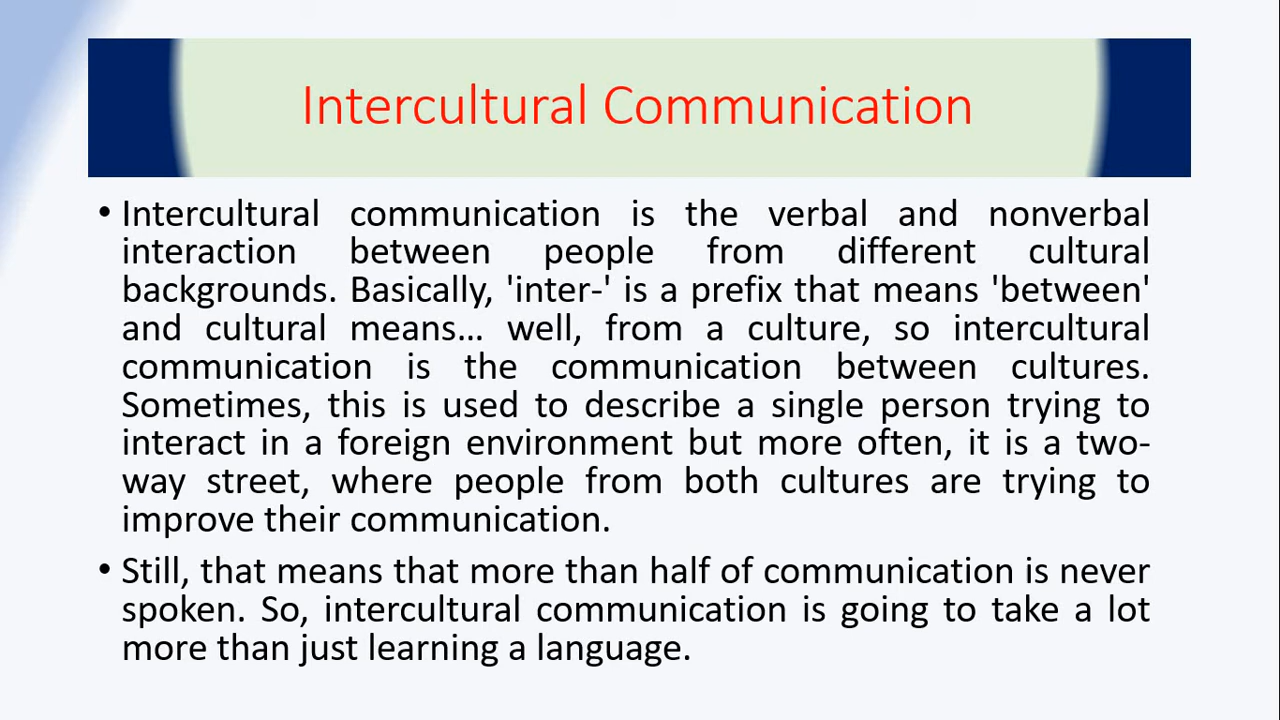 Intercultural Communication
• Intercultural communication is the verbal and nonverbal
interaction between people from different cultural
backgrounds. Basically, 'inter-' is a prefix that means 'between'
and cultural means… well, from a culture, so intercultural
communication is the communication between cultures.
Sometimes, this is used to describe a single person trying to
interact in a foreign environment but more often, it is a two-
way street, where people from both cultures are trying to
improve their communication.
• Still, that means that more than half of communication is never
spoken. So, intercultural communication is going to take a lot
more than just learning a language.